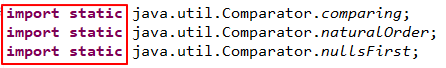 import static java.util.Comparator.comparing;
import static java.util.Comparator.naturalOrder;
import static java.util.Comparator.nullsFirst;